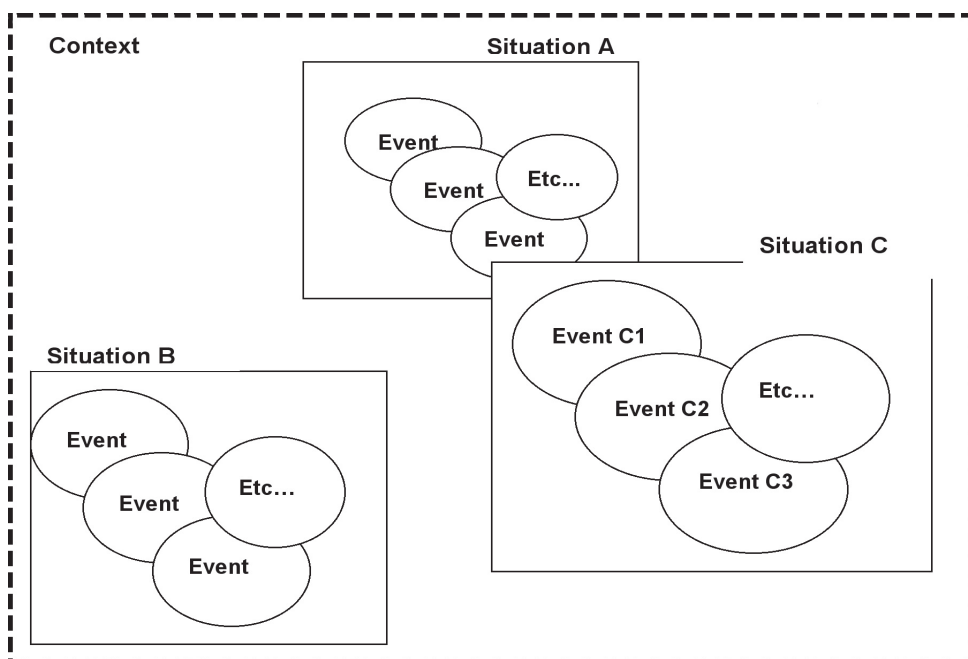 Context
Situation A
Event
Event
Etc...
Event
Situation C
Event C1
Event C2
Etc...
Event C3
Situation B
Event
Event
Etc...
Event